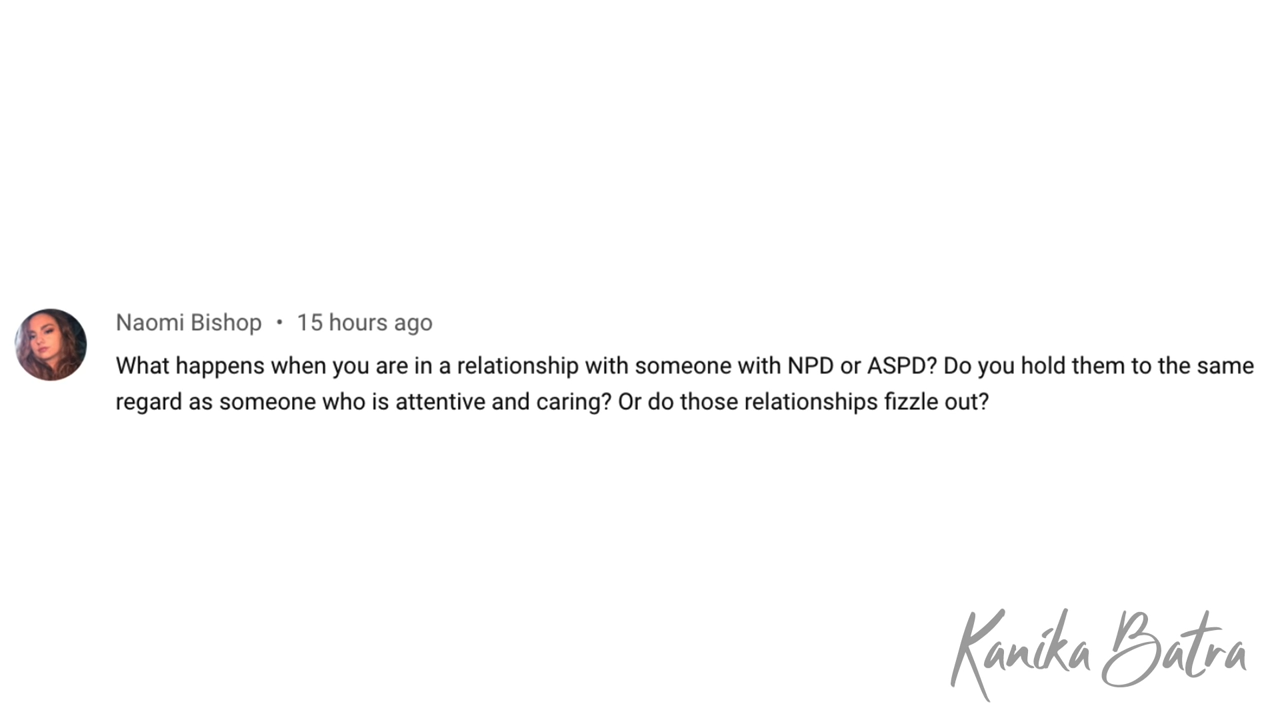 Naomi Bishop • 15 hours ago
What happens when you are in a relationship with someone with NPD or ASPD? Do you hold them to the same
regard as someone who is attentive and caring? Or do those relationships fizzle out?
Kanika Batra